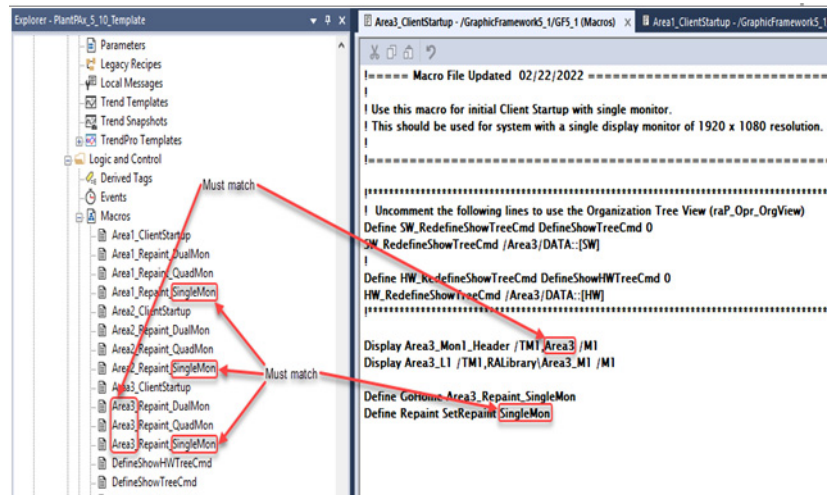 Explorer - PlantPAx_5_10_Template
Parameters
Legacy Recipes
Local Messages
Trend Templates
Trend Snapshots
TrendPro Templates
Logic and Control
Derived Tags
Events
Macros
Area1_ClientStartup
Area1_Repaint_DualMon
Area1_Repaint_QuadMon
Area1_Repaint_SingleMon
Area2_ClientStartup
Area2_Repaint_DualMon
Area2_Repaint_QuadMon
Area2_Repaint_SingleMon
Area3_ClientStartup
Area3_Repaint_DualMon
Area3_Repaint_QuadMon
Area3_Repaint_SingleMon
DefineShowHWTreeCmd
DefineShowTreeCmd
Must match
Must match
Area3_ClientStartup - /GraphicFramework5_1/GF5_1 (Macros) X
Area1_ClientStartup - /GraphicFramework5_1
!===== Macro File Updated 02/22/2022 =============================
!
! Use this macro for initial Client Startup with single monitor.
! This should be used for system with a single display monitor of 1920 x 1080 resolution.
!
!=====================================================
!*****************************************************
! Uncomment the following lines to use the Organization Tree View (raP_Opr_OrgView)
Define SW_RedefineShowTreeCmd DefineShowTreeCmd 0
SW_RedefineShowTreeCmd /Area3/DATA::[SW]
!
Define HW_RedefineShowTreeCmd DefineShowHWTreeCmd 0
HW_RedefineShowTreeCmd /Area3/DATA::[HW]
!*****************************************************
Display Area3_Mon1_Header /TM1,Area3 /M1
Display Area3_L1 /TM1,RALibrary\Area3_M1 /M1
Define GoHome Area3_Repaint_SingleMon
Define Repaint SetRepaint SingleMon